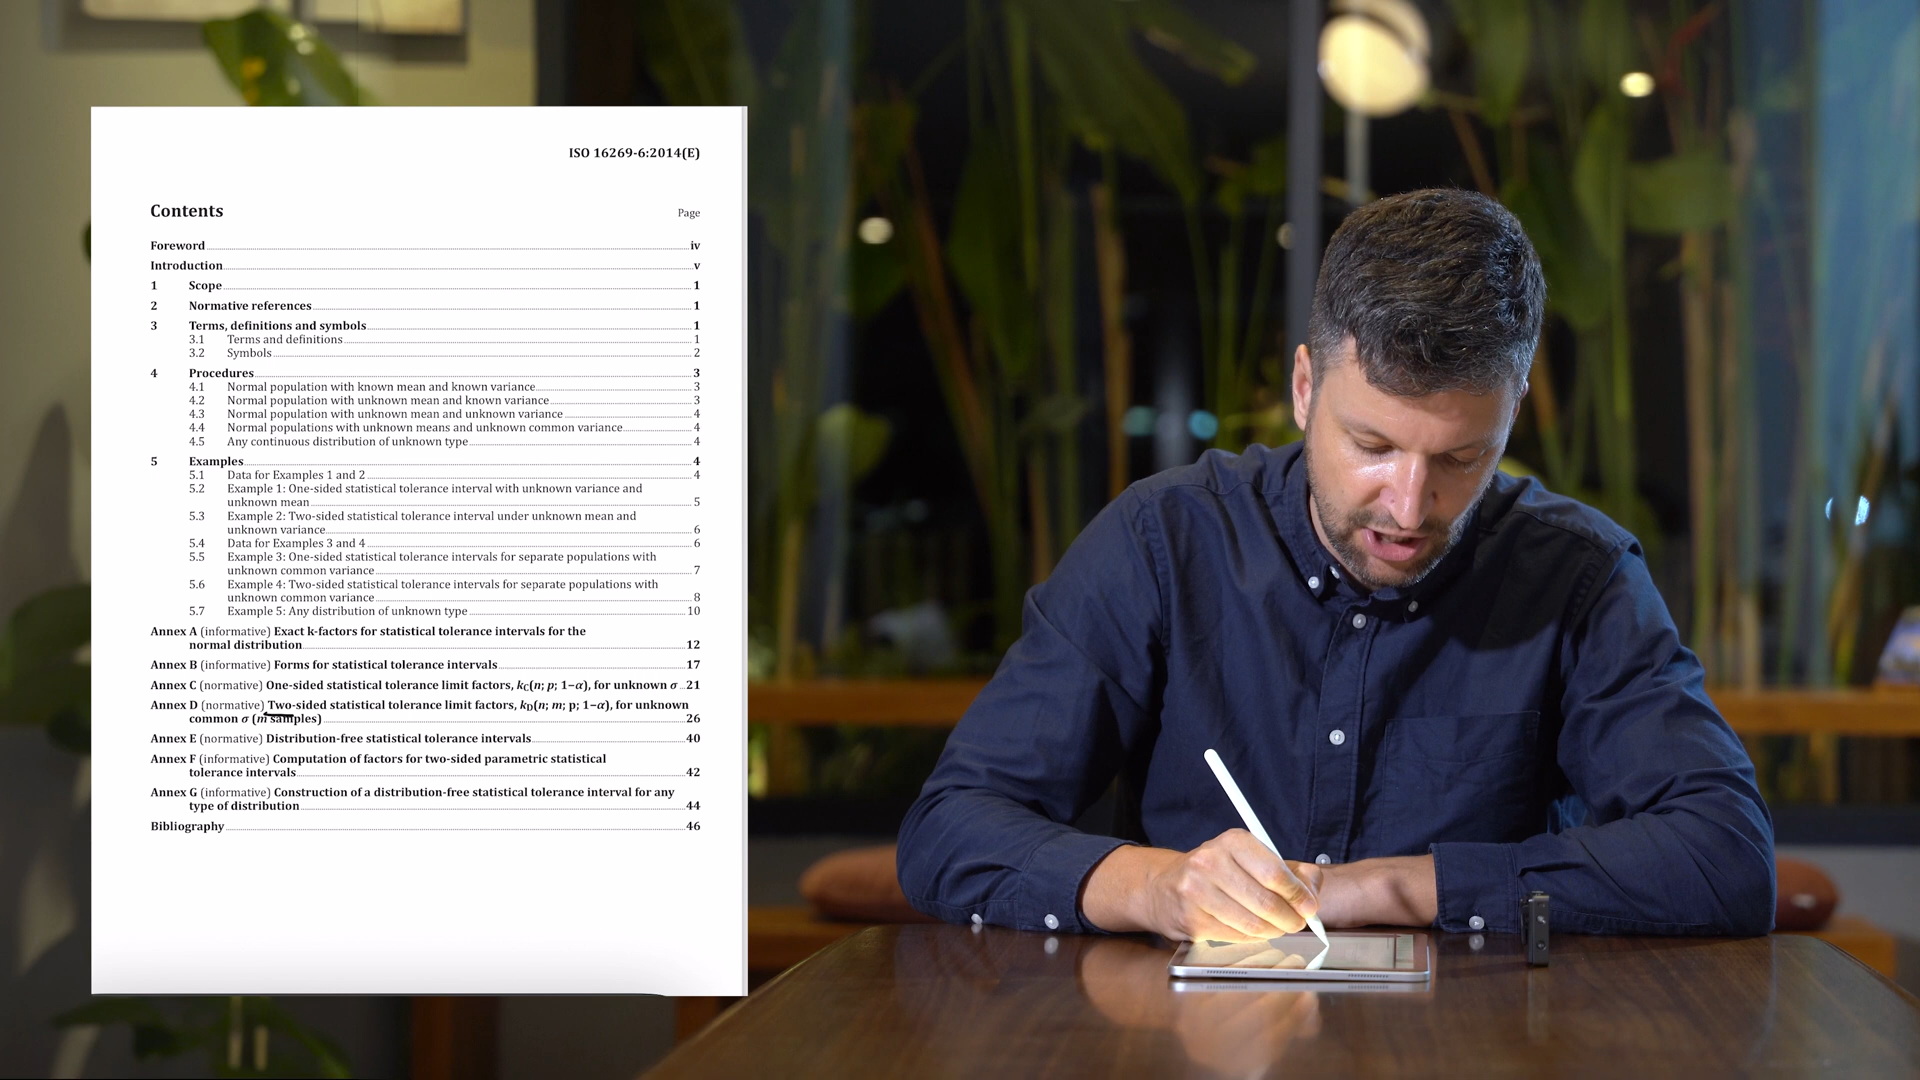 ISO 16269-6:2014(E)
Contents Page
Foreword iv
Introduction v
1 Scope 1
2 Normative references 1
3 Terms, definitions and symbols 1
3.1 Terms and definitions 1
3.2 Symbols 2
4 Procedures 3
4.1 Normal population with known mean and known variance 3
4.2 Normal population with unknown mean and known variance 3
4.3 Normal population with unknown mean and unknown variance 4
4.4 Normal populations with unknown means and unknown common variance 4
4.5 Any continuous distribution of unknown type 4
5 Examples 4
5.1 Data for Examples 1 and 2 4
5.2 Example 1: One-sided statistical tolerance interval with unknown variance and
unknown mean 5
5.3 Example 2: Two-sided statistical tolerance interval under unknown mean and
unknown variance 6
5.4 Data for Examples 3 and 4 6
5.5 Example 3: One-sided statistical tolerance intervals for separate populations with
unknown common variance 7
5.6 Example 4: Two-sided statistical tolerance intervals for separate populations with
unknown common variance 8
5.7 Example 5: Any distribution of unknown type 10
Annex A (informative) Exact k-factors for statistical tolerance intervals for the
normal distribution 12
Annex B (informative) Forms for statistical tolerance intervals 17
Annex C (normative) One-sided statistical tolerance limit factors, kC(n; p; 1−α), for unknown σ 21
Annex D (normative) Two-sided statistical tolerance limit factors, kD(n; m; p; 1−α), for unknown
common σ (m samples) 26
Annex E (normative) Distribution-free statistical tolerance intervals 40
Annex F (informative) Computation of factors for two-sided parametric statistical
tolerance intervals 42
Annex G (informative) Construction of a distribution-free statistical tolerance interval for any
type of distribution 44
Bibliography 46